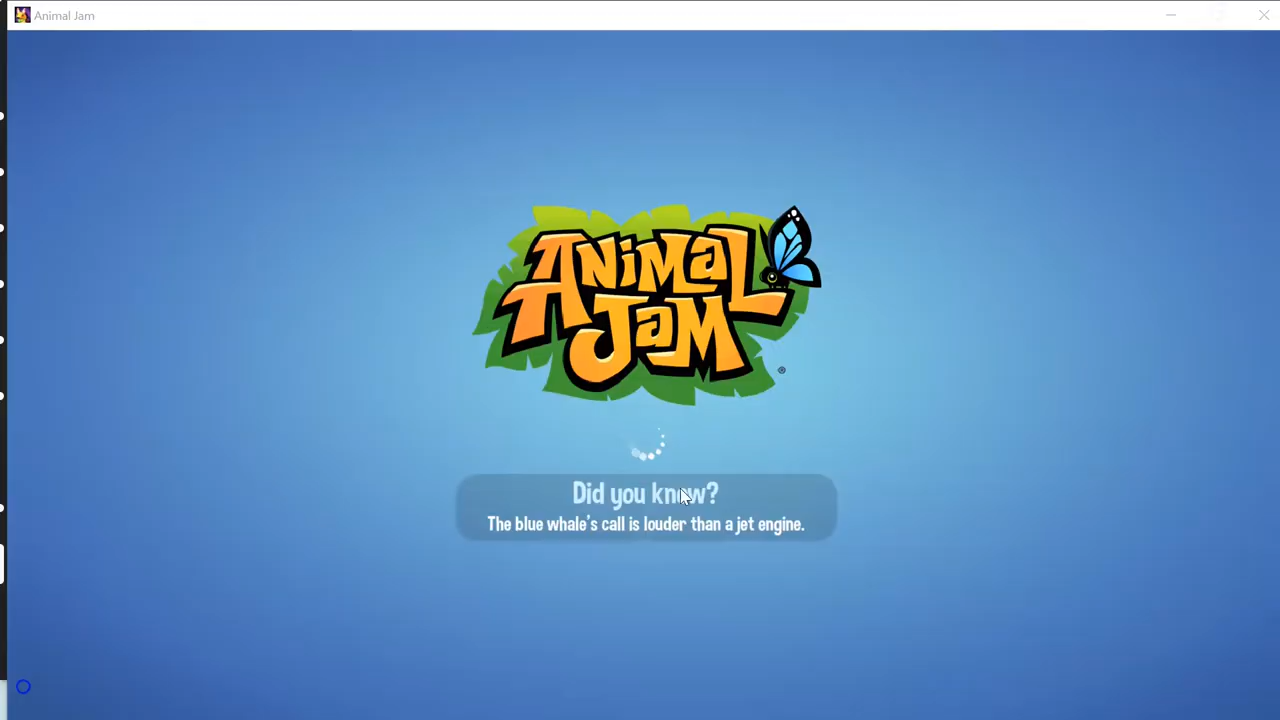 Animal Jam
ANIMAL
JAM
®
Did you know?
The blue whale's call is louder than a jet engine.